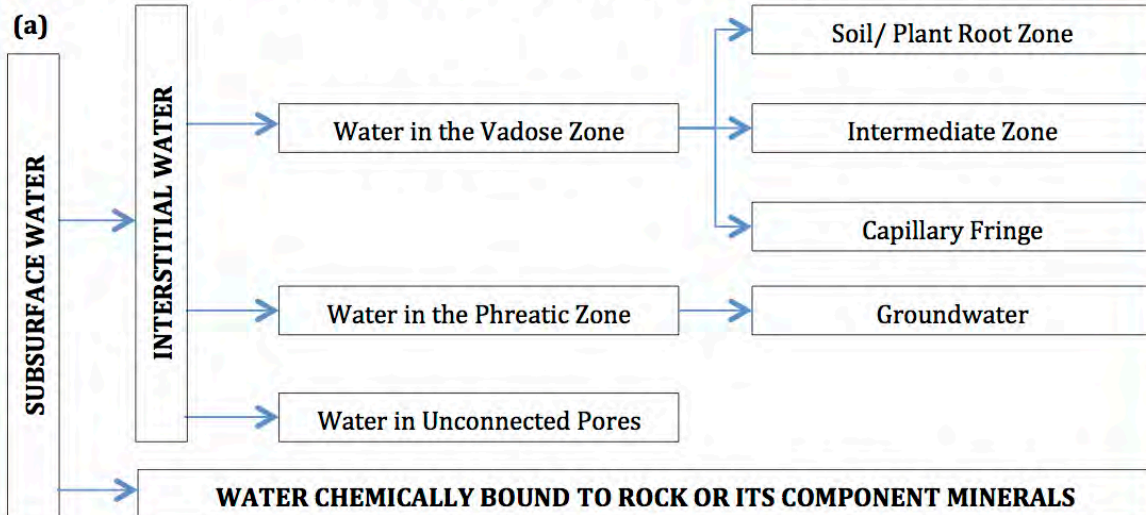 (a)
SUBSURFACE WATER
INTERSTITIAL WATER
Water in the Vadose Zone
Soil/ Plant Root Zone
Intermediate Zone
Capillary Fringe
Water in the Phreatic Zone
Groundwater
Water in Unconnected Pores
WATER CHEMICALLY BOUND TO ROCK OR ITS COMPONENT MINERALS